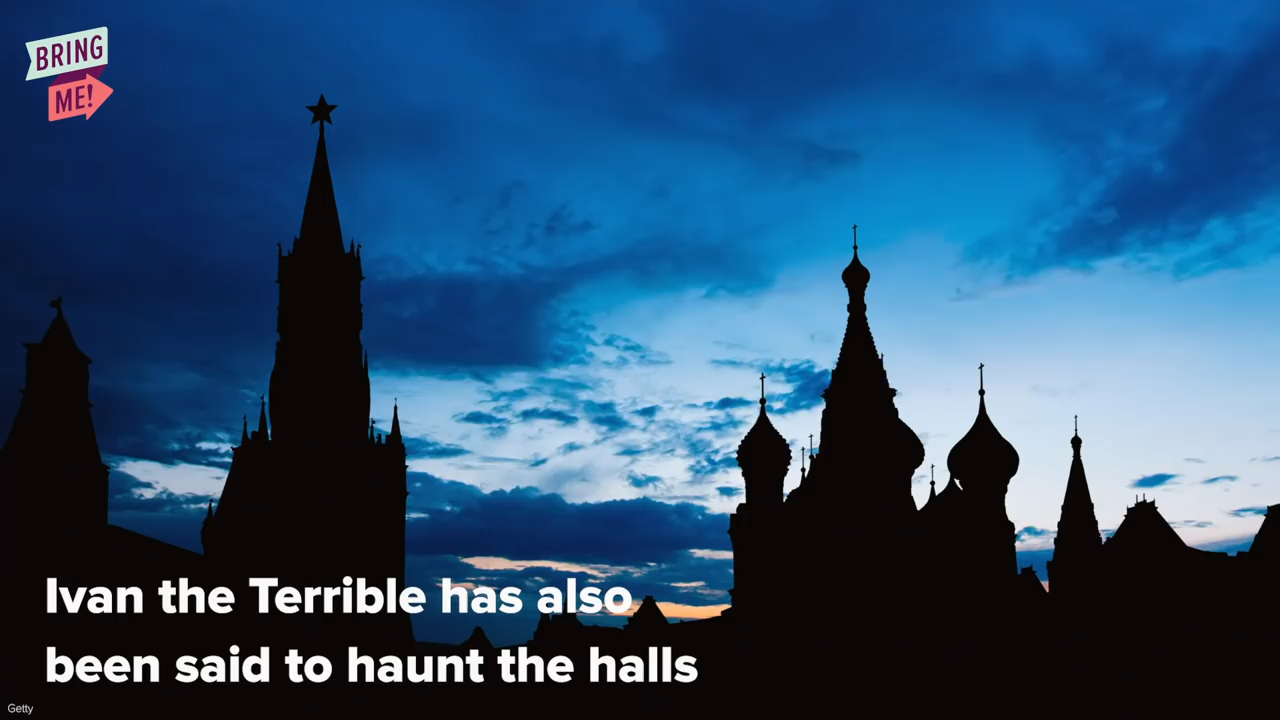 BRING
ME!
Ivan the Terrible has also
been said to haunt the halls
Getty